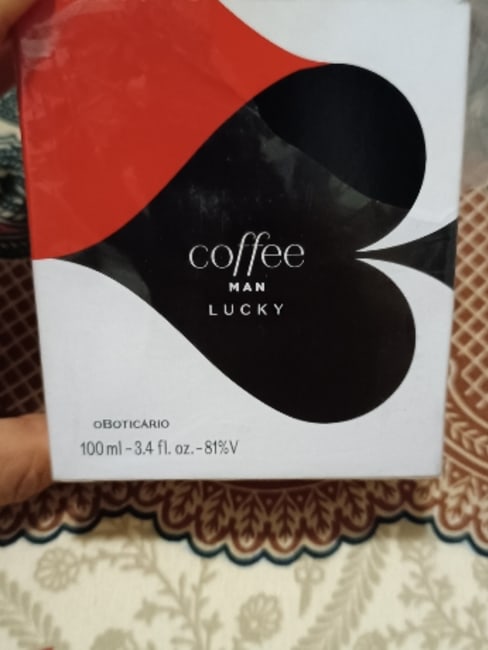 coffee
MAN
LUCKY
oBOTICÁRIO
100 ml - 3.4 fl. oz. - 81%V